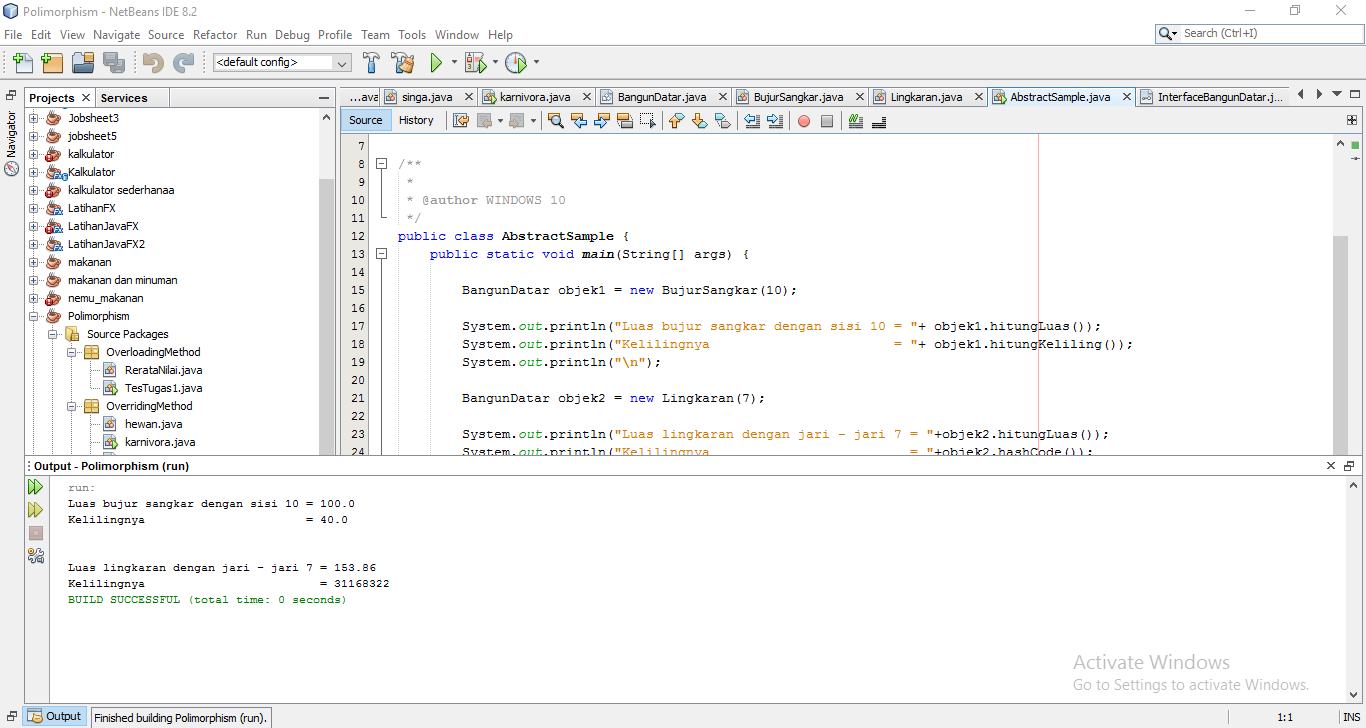 Polimorphism - NetBeans IDE 8.2
File Edit View Navigate Source Refactor Run Debug Profile Team Tools Window Help
Search (Ctrl+I)
<default config>
Navigator
Projects Services
Jobsheet3
jobsheet5
kalkulator
Kalkulator
kalkulator sederhanaa
LatihanFX
LatihanJavaFX
LatihanJavaFX2
makanan
makanan dan minuman
nemu_makanan
Polimorphism
Source Packages
OverloadingMethod
RerataNilai.java
TesTugas1.java
OverridingMethod
hewan.java
karnivora.java
...ava singa.java karnivora.java BangunDatar.java BujurSangkar.java Lingkaran.java AbstractSample.java InterfaceBangunDatar.j...
Source History
7
8 /**
9 *
10 * @author WINDOWS 10
11 */
12 public class AbstractSample {
13 public static void main(String[] args) {
14
15 BangunDatar objek1 = new BujurSangkar(10);
16
17 System.out.println("Luas bujur sangkar dengan sisi 10 = "+ objek1.hitungLuas());
18 System.out.println("Kelilingnya = "+ objek1.hitungKeliling());
19 System.out.println("\n");
20
21 BangunDatar objek2 = new Lingkaran(7);
22
23 System.out.println("Luas lingkaran dengan jari - jari 7 = "+objek2.hitungLuas());
24 System.out.println("Kelilingnya = "+objek2.hashCode());
Output - Polimorphism (run)
run:
Luas bujur sangkar dengan sisi 10 = 100.0
Kelilingnya = 40.0
Luas lingkaran dengan jari - jari 7 = 153.86
Kelilingnya = 31168322
BUILD SUCCESSFUL (total time: 0 seconds)
Activate Windows
Go to Settings to activate Windows.
Output Finished building Polimorphism (run). 1:1 INS